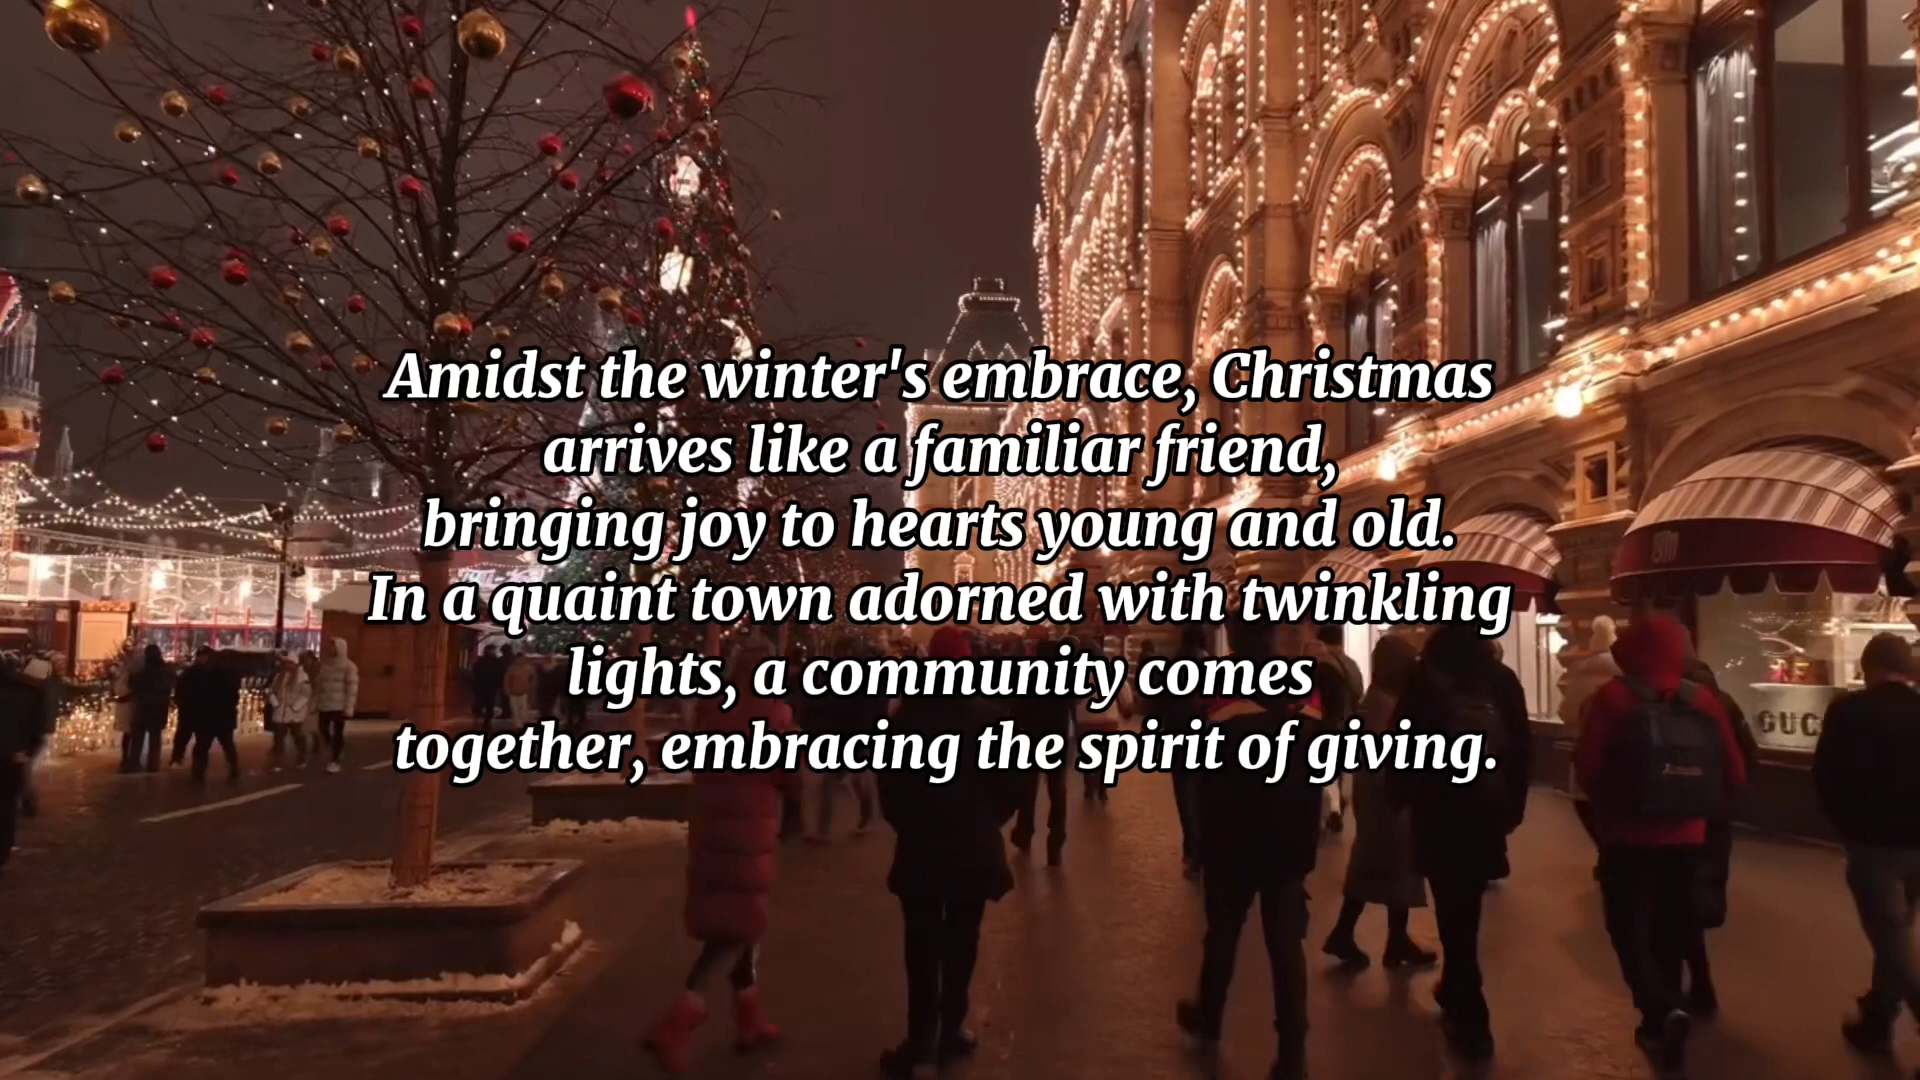 Amidst the winter's embrace, Christmas
arrives like a familiar friend,
bringing joy to hearts young and old.
In a quaint town adorned with twinkling
lights, a community comes
together, embracing the spirit of giving.
GUC